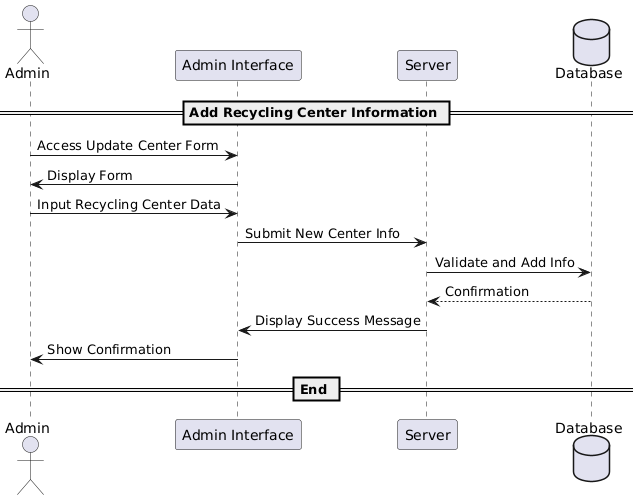 Admin
Admin Interface
Server
Database
Add Recycling Center Information
Access Update Center Form
Display Form
Input Recycling Center Data
Submit New Center Info
Validate and Add Info
Confirmation
Display Success Message
Show Confirmation
End
Admin
Admin Interface
Server
Database